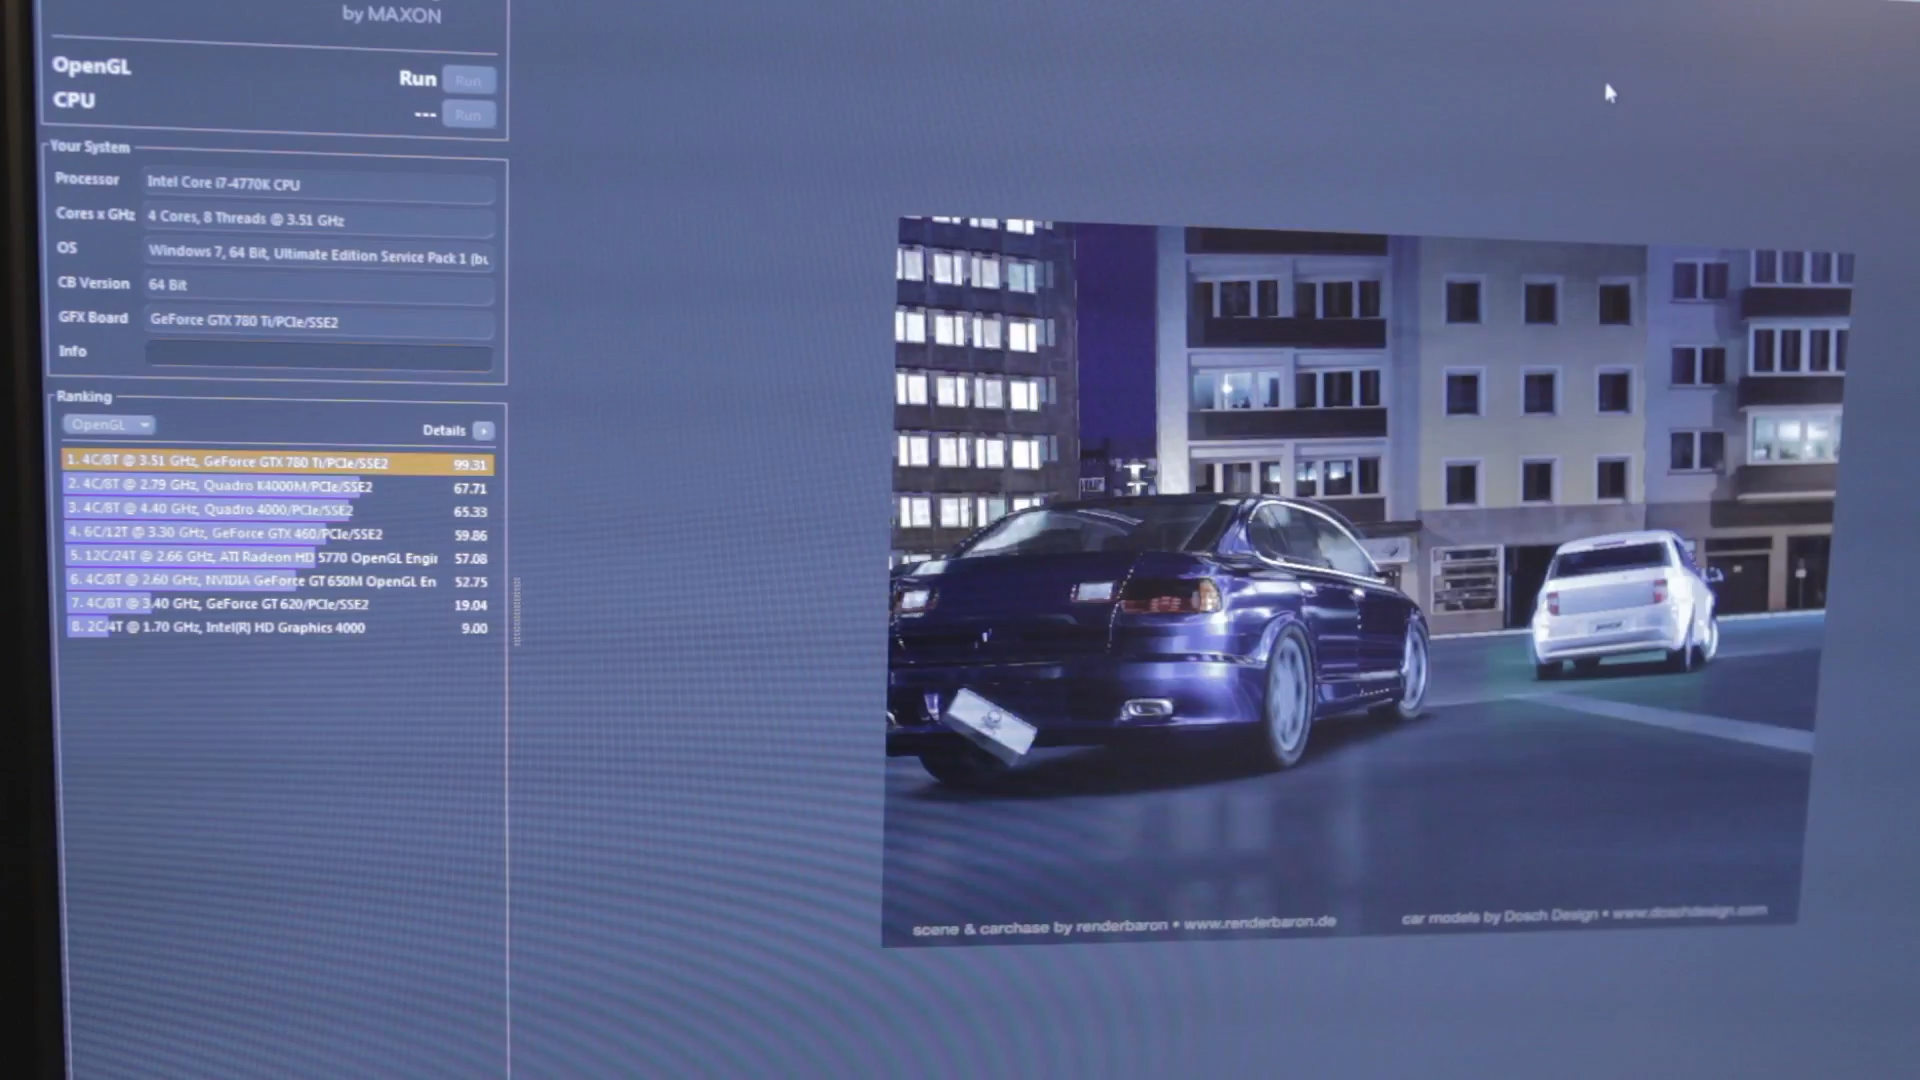 by MAXON
OpenGL Run Run
CPU --- Run
Your System
Processor Intel Core i7-4770K CPU
Cores x GHz 4 Cores, 8 Threads @ 3.51 GHz
OS Windows 7, 64 Bit, Ultimate Edition Service Pack 1 (bu
CB Version 64 Bit
GFX Board GeForce GTX 780 Ti/PCIe/SSE2
Info
Ranking
OpenGL Details
1. 4C/8T @ 3.51 GHz, GeForce GTX 780 Ti/PCIe/SSE2 99.31
2. 4C/8T @ 2.79 GHz, Quadro K4000M/PCIe/SSE2 67.71
3. 4C/8T @ 4.40 GHz, Quadro 4000/PCIe/SSE2 65.33
4. 6C/12T @ 3.30 GHz, GeForce GTX 460/PCIe/SSE2 59.86
5. 12C/24T @ 2.66 GHz, ATI Radeon HD 5770 OpenGL Engin 57.08
6. 4C/8T @ 2.60 GHz, NVIDIA GeForce GT 650M OpenGL En 52.75
7. 4C/8T @ 3.40 GHz, GeForce GT 620/PCIe/SSE2 19.04
8. 2C/4T @ 1.70 GHz, Intel(R) HD Graphics 4000 9.00
scene & carchase by renderbaron • www.renderbaron.de
car models by Dosch Design • www.doschdesign.com